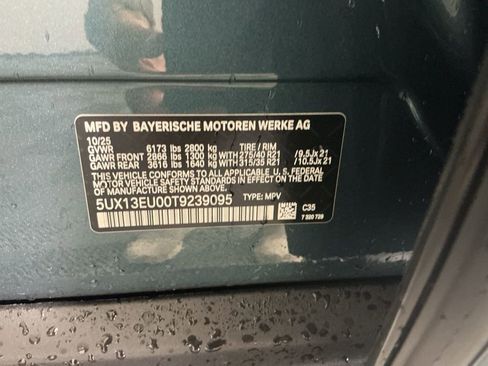 MFD BY BAYERISCHE MOTOREN WERKE AG
10/25
GVWR 6173 lbs 2800 kg TIRE / RIM
GAWR FRONT 2866 lbs 1300 kg WITH 275/40 R21 /9.5Jx 21
GAWR REAR 3616 lbs 1640 kg WITH 315/35 R21 /10.5Jx 21
THIS VEHICLE CONFORMS TO ALL APPLICABLE U.S. FEDERAL
MOTOR VEHICLE SAFETY STANDARDS IN EFFECT ON THE
DATE OF MANUFACTURE SHOWN ABOVE.
5UX13EU00T9239095 TYPE: MPV C35
7 320 729